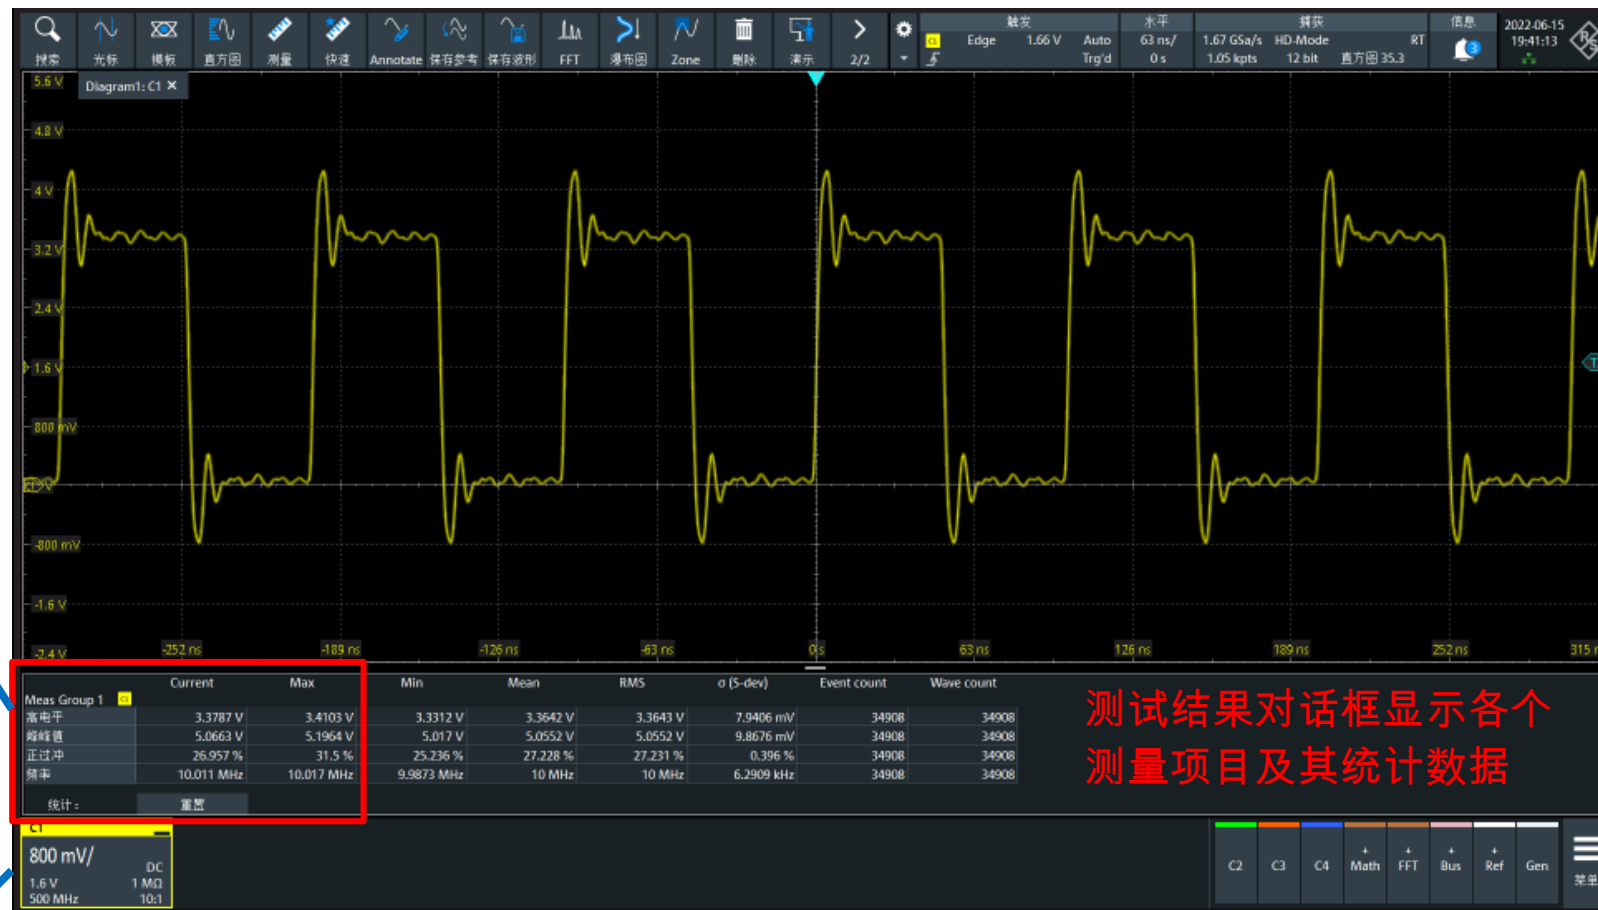 搜索 光标 模板 直方图 测量 快速 Annotate 保存参考 保存波形 FFT 瀑布图 Zone 删除 演示 2/2
触发 水平 捕获 信息
C1 Edge 1.66 V Auto 63 ns/ 1.67 GSa/s HD-Mode RT 3 2022-06-15
Trg'd 0 s 1.05 kpts 12 bit 直方图 35.3 19:41:13
Diagram1: C1 ✕
5.6 V
4.8 V
4 V
3.2 V
2.4 V
1.6 V
800 mV
-800 mV
-1.6 V
-2.4 V
-252 ns -189 ns -126 ns -63 ns 0 s 63 ns 126 ns 189 ns 252 ns 315 n
T
Current Max Min Mean RMS σ (S-dev) Event count Wave count
Meas Group 1 C1
高电平 3.3787 V 3.4103 V 3.3312 V 3.3642 V 3.3643 V 7.9406 mV 34908 34908
峰峰值 5.0663 V 5.1964 V 5.017 V 5.0552 V 5.0552 V 9.8676 mV 34908 34908
正过冲 26.957 % 31.5 % 25.236 % 27.228 % 27.231 % 0.396 % 34908 34908
频率 10.011 MHz 10.017 MHz 9.9873 MHz 10 MHz 10 MHz 6.2909 kHz 34908 34908
统计： 重置
测试结果对话框显示各个
测量项目及其统计数据
C1
800 mV/
DC
1.6 V 1 MΩ
500 MHz 10:1
C2 C3 C4 + Math + FFT + Bus + Ref Gen
菜单